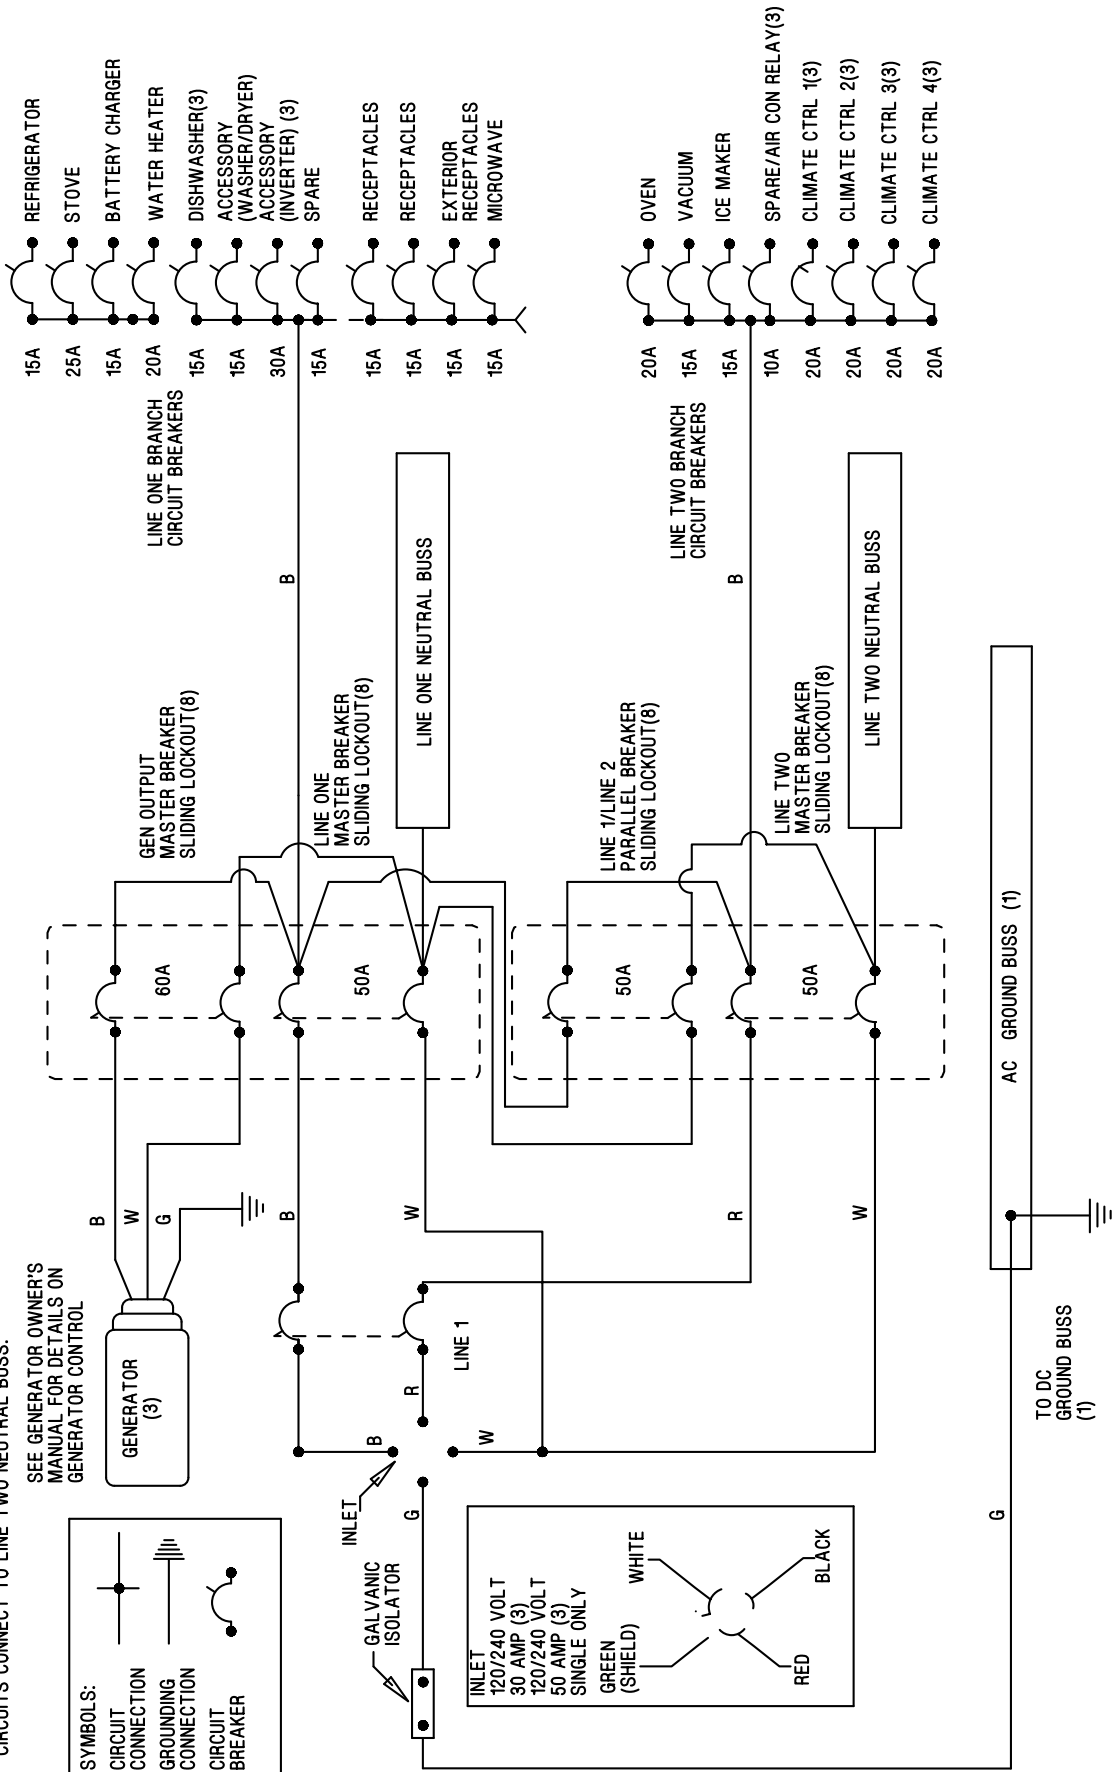 CIRCUITS CONNECT TO LINE TWO NEUTRAL BUSS.
SYMBOLS:
CIRCUIT
CONNECTION
GROUNDING
CONNECTION
CIRCUIT
BREAKER
SEE GENERATOR OWNER'S
MANUAL FOR DETAILS ON
GENERATOR CONTROL
GENERATOR
(3)
B
W
G
GEN OUTPUT
MASTER BREAKER
SLIDING LOCKOUT(8)
60A
LINE ONE
MASTER BREAKER
SLIDING LOCKOUT(8)
50A
B
W
LINE ONE BRANCH
CIRCUIT BREAKERS
B
15A REFRIGERATOR
25A STOVE
15A BATTERY CHARGER
20A WATER HEATER
15A DISHWASHER(3)
15A ACCESSORY
(WASHER/DRYER)
30A ACCESSORY
(INVERTER) (3)
15A SPARE
15A RECEPTACLES
15A RECEPTACLES
15A EXTERIOR
RECEPTACLES
15A MICROWAVE
LINE ONE NEUTRAL BUSS
INLET
B
R
W
G
LINE 1
GALVANIC
ISOLATOR
INLET
120/240 VOLT
30 AMP (3)
120/240 VOLT
50 AMP (3)
SINGLE ONLY
GREEN
(SHIELD)
WHITE
RED
BLACK
LINE 1/LINE 2
PARALLEL BREAKER
SLIDING LOCKOUT(8)
50A
LINE TWO
MASTER BREAKER
SLIDING LOCKOUT(8)
50A
R
W
LINE TWO BRANCH
CIRCUIT BREAKERS
B
20A OVEN
15A VACUUM
15A ICE MAKER
10A SPARE/AIR CON RELAY(3)
20A CLIMATE CTRL 1(3)
20A CLIMATE CTRL 2(3)
20A CLIMATE CTRL 3(3)
20A CLIMATE CTRL 4(3)
LINE TWO NEUTRAL BUSS
G
AC GROUND BUSS (1)
TO DC
GROUND BUSS
(1)